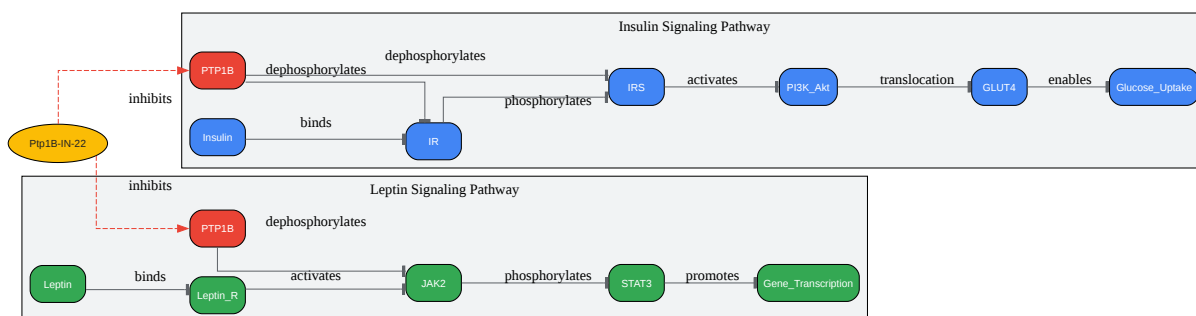 Insulin Signaling Pathway
PTP1B
dephosphorylates
dephosphorylates
IRS
activates
PI3K_Akt
translocation
GLUT4
enables
Glucose_Uptake
inhibits
phosphorylates
Insulin
binds
IR
Ptp1B-IN-22
inhibits
Leptin Signaling Pathway
PTP1B
dephosphorylates
Leptin
binds
Leptin_R
activates
JAK2
phosphorylates
STAT3
promotes
Gene_Transcription